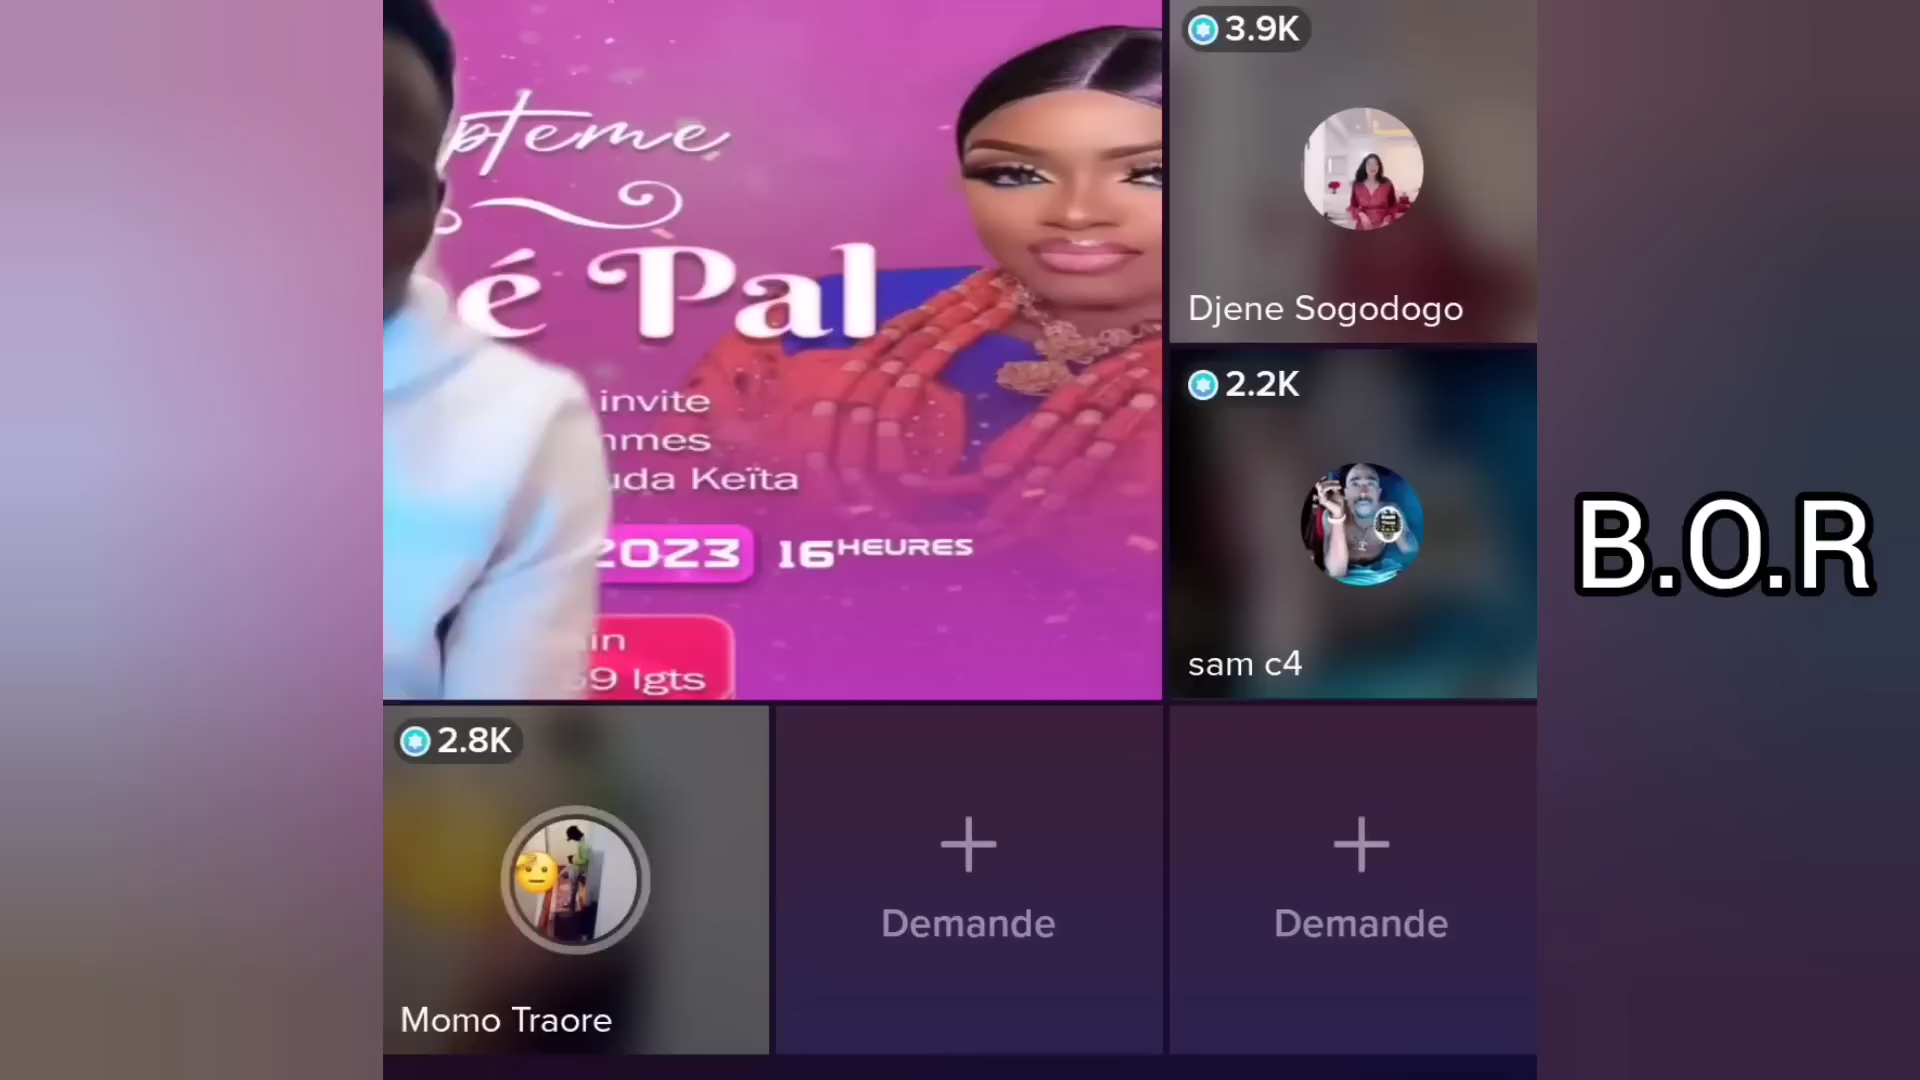 pteme
é Pal
invite
mmes
uda Keïta
2023 16HEURES
in
9 lgts
3.9K
Djene Sogodogo
2.2K
sam c4
2.8K
Momo Traore
+
Demande
+
Demande
B.O.R